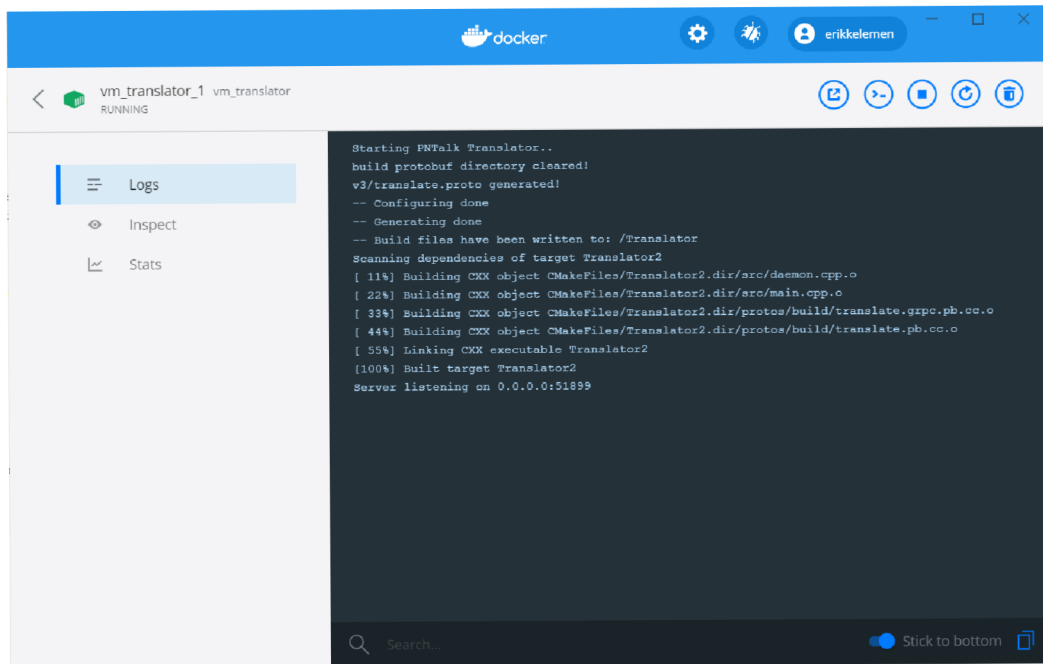 docker
erikkelemen
vm_translator_1 vm_translator
RUNNING
Logs
Inspect
Stats
Starting PNTalk Translator..
build protobuf directory cleared!
v3/translate.proto generated!
-- Configuring done
-- Generating done
-- Build files have been written to: /Translator
Scanning dependencies of target Translator2
[ 11%] Building CXX object CMakeFiles/Translator2.dir/src/daemon.cpp.o
[ 22%] Building CXX object CMakeFiles/Translator2.dir/src/main.cpp.o
[ 33%] Building CXX object CMakeFiles/Translator2.dir/protos/build/translate.grpc.pb.cc.o
[ 44%] Building CXX object CMakeFiles/Translator2.dir/protos/build/translate.pb.cc.o
[ 55%] Linking CXX executable Translator2
[100%] Built target Translator2
Server listening on 0.0.0.0:51899
Search...
Stick to bottom